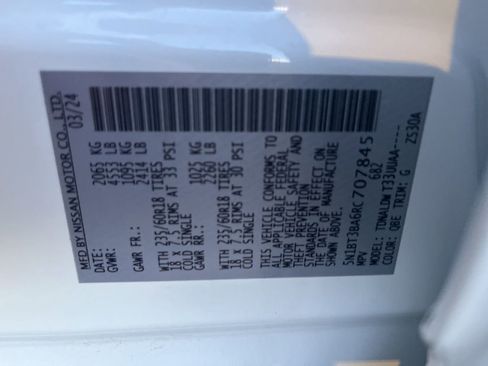 MFD. BY NISSAN MOTOR CO., LTD.
DATE: 03/24
GVWR: 2065 KG
4553 LB
GAWR FR.: 1095 KG
2414 LB
WITH 235/60R18 TIRES
18 X 7.5 RIMS AT 33 PSI
COLD SINGLE
GAWR RR.: 1025 KG
2260 LB
WITH 235/60R18 TIRES
18 X 7.5 RIMS AT 30 PSI
COLD SINGLE
THIS VEHICLE CONFORMS TO
ALL APPLICABLE FEDERAL
MOTOR VEHICLE SAFETY AND
THEFT PREVENTION
STANDARDS IN EFFECT ON
THE DATE OF MANUFACTURE
SHOWN ABOVE.
5N1BT3BA6RC707845
MPV 682
MODEL: TDNALDW T33UUAA----
COLOR: QBE TRIM: G
ZS30A